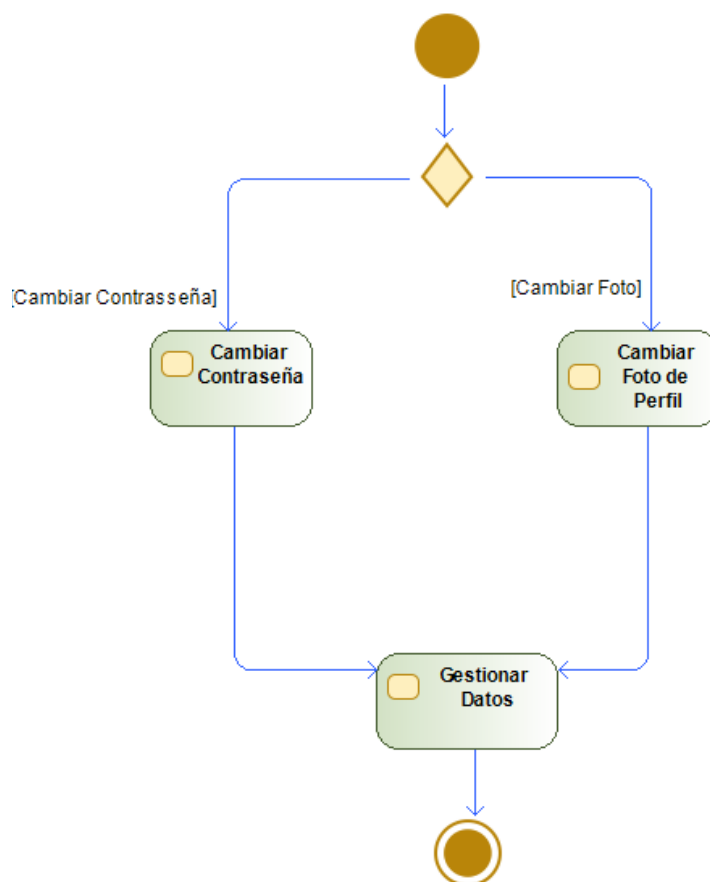 [Cambiar Contrasseña]
[Cambiar Foto]
Cambiar
Contraseña
Cambiar
Foto de
Perfil
Gestionar
Datos